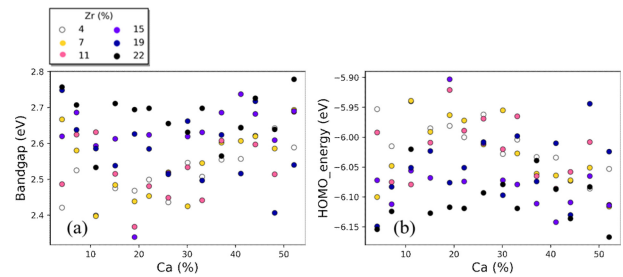 Zr (%)
4 15
7 19
11 22
2.8
2.7
2.6
2.5
2.4
Bandgap (eV)
(a)
10 20 30 40 50
Ca (%)
−5.90
−5.95
−6.00
−6.05
−6.10
−6.15
HOMO_energy (eV)
(b)
10 20 30 40 50
Ca (%)